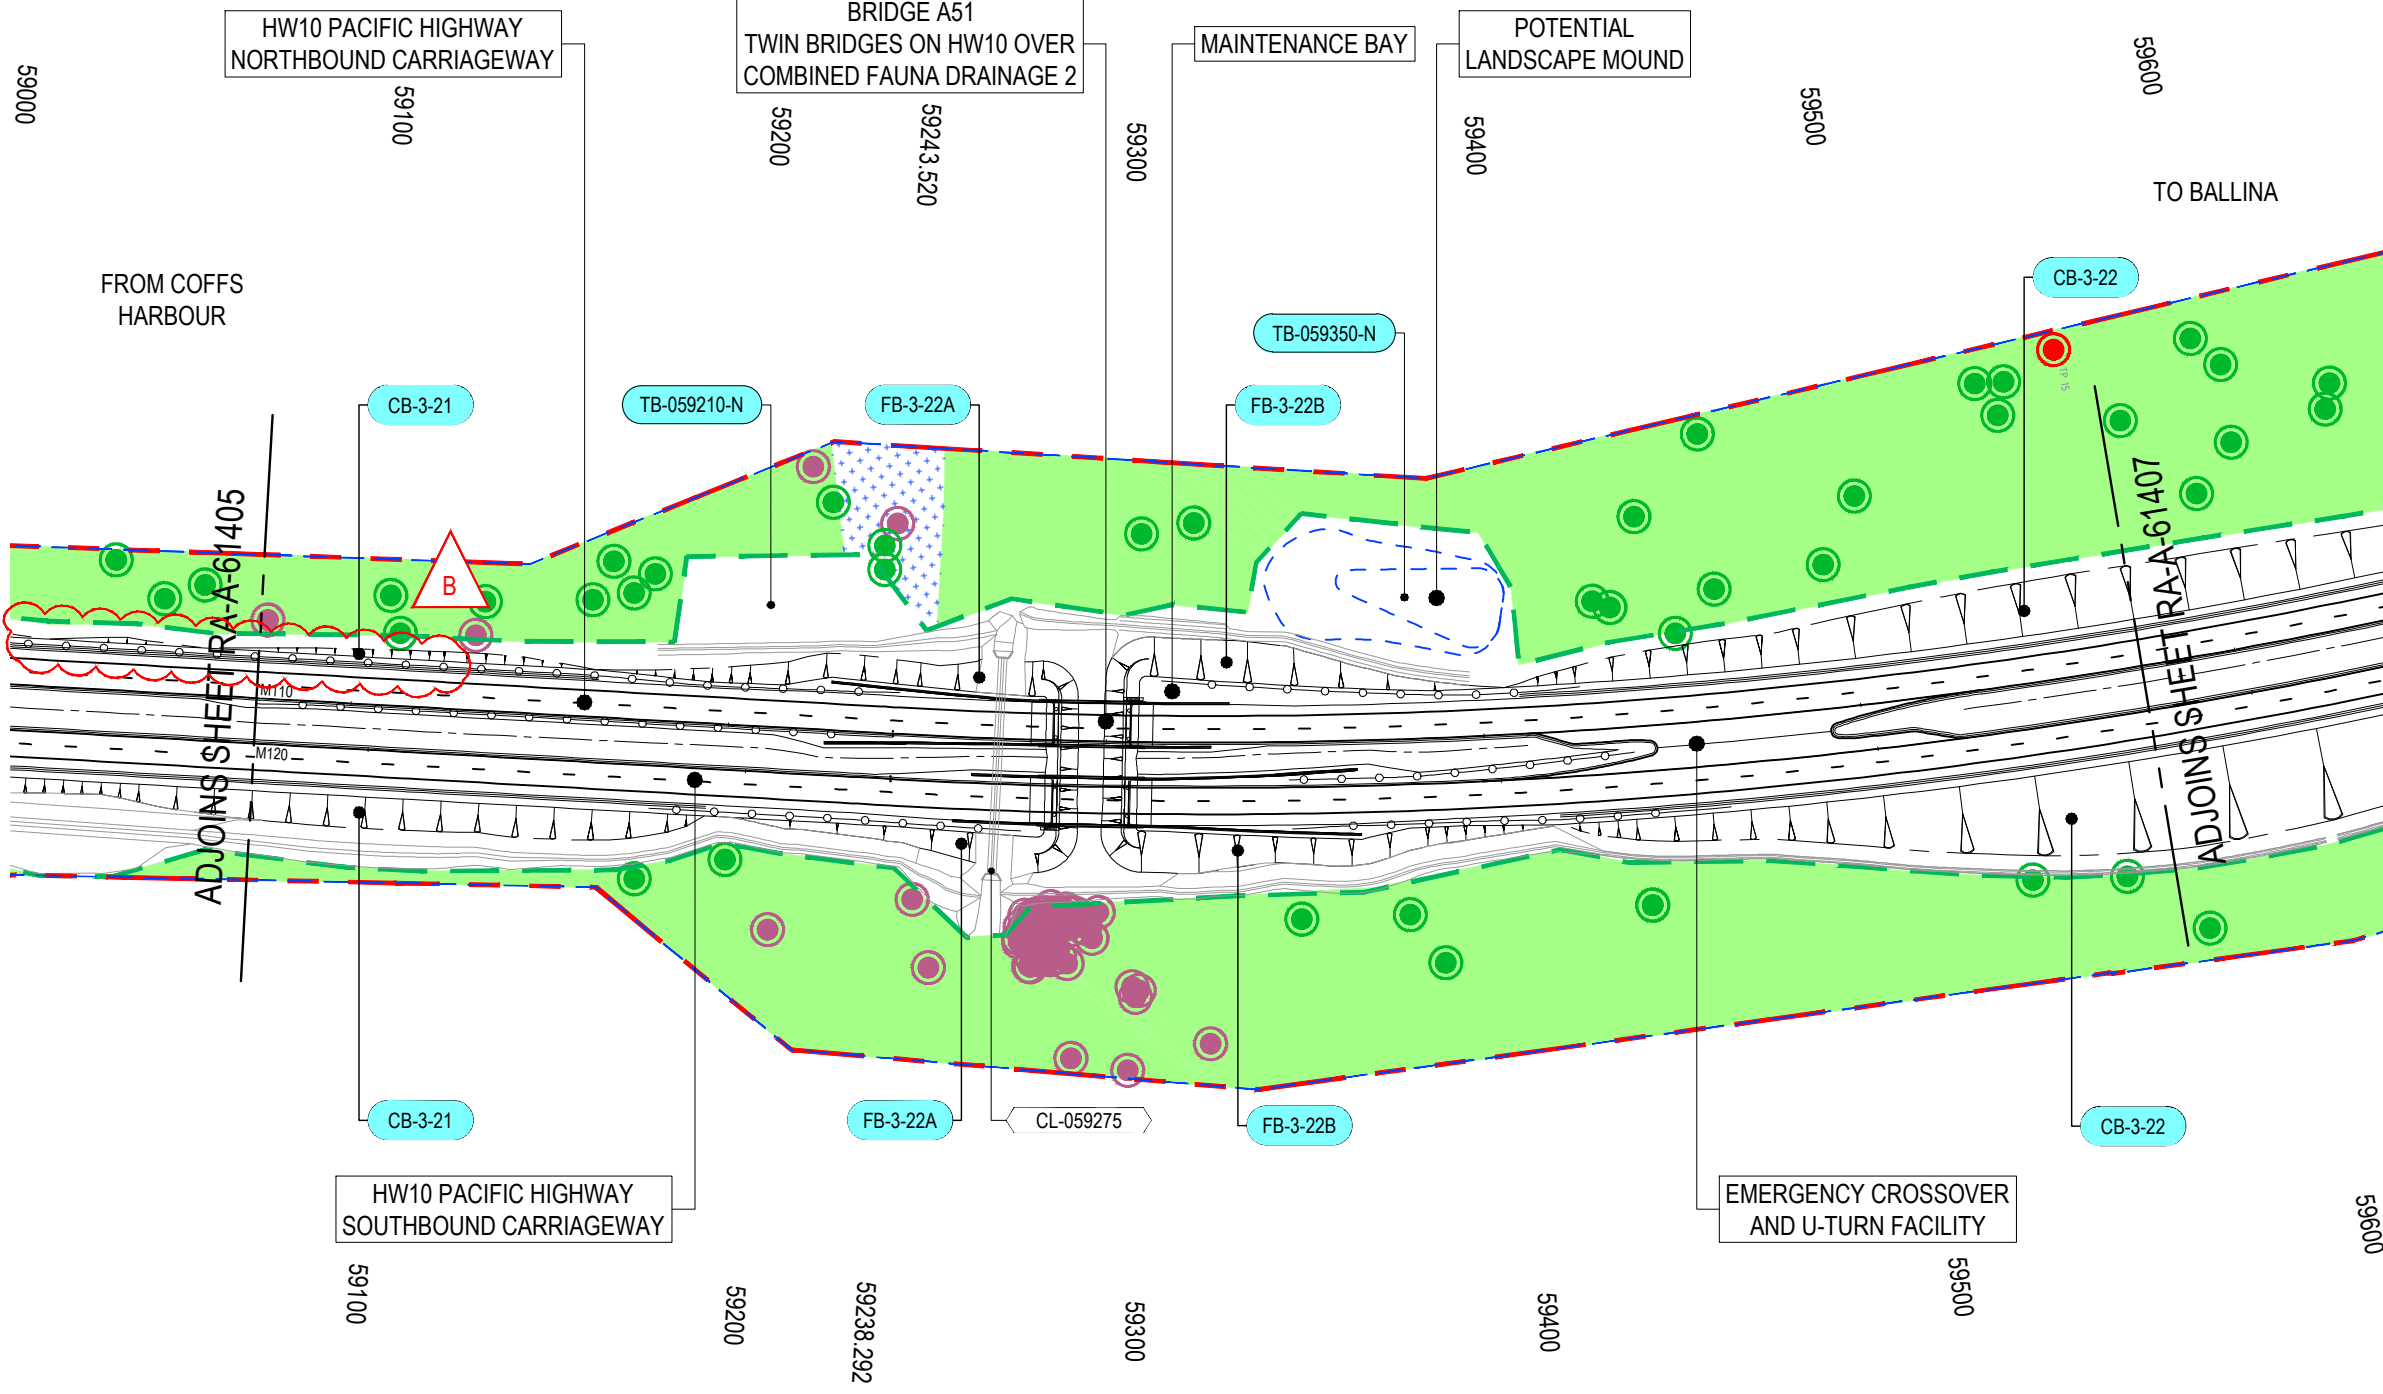 HW10 PACIFIC HIGHWAY
NORTHBOUND CARRIAGEWAY
BRIDGE A51
TWIN BRIDGES ON HW10 OVER
COMBINED FAUNA DRAINAGE 2
MAINTENANCE BAY
POTENTIAL
LANDSCAPE MOUND
59000
59100
59200
59243.520
59300
59400
59500
59600
TO BALLINA
FROM COFFS
HARBOUR
CB-3-22
TB-059350-N
CB-3-21
TB-059210-N
FB-3-22A
FB-3-22B
TP 15
ADJOINS SHEET RA-A-61405
B
ADJOINS SHEET RA-A-61407
M110
M120
CB-3-21
FB-3-22A
CL-059275
FB-3-22B
CB-3-22
HW10 PACIFIC HIGHWAY
SOUTHBOUND CARRIAGEWAY
EMERGENCY CROSSOVER
AND U-TURN FACILITY
59100
59200
59238.292
59300
59400
59500
59600